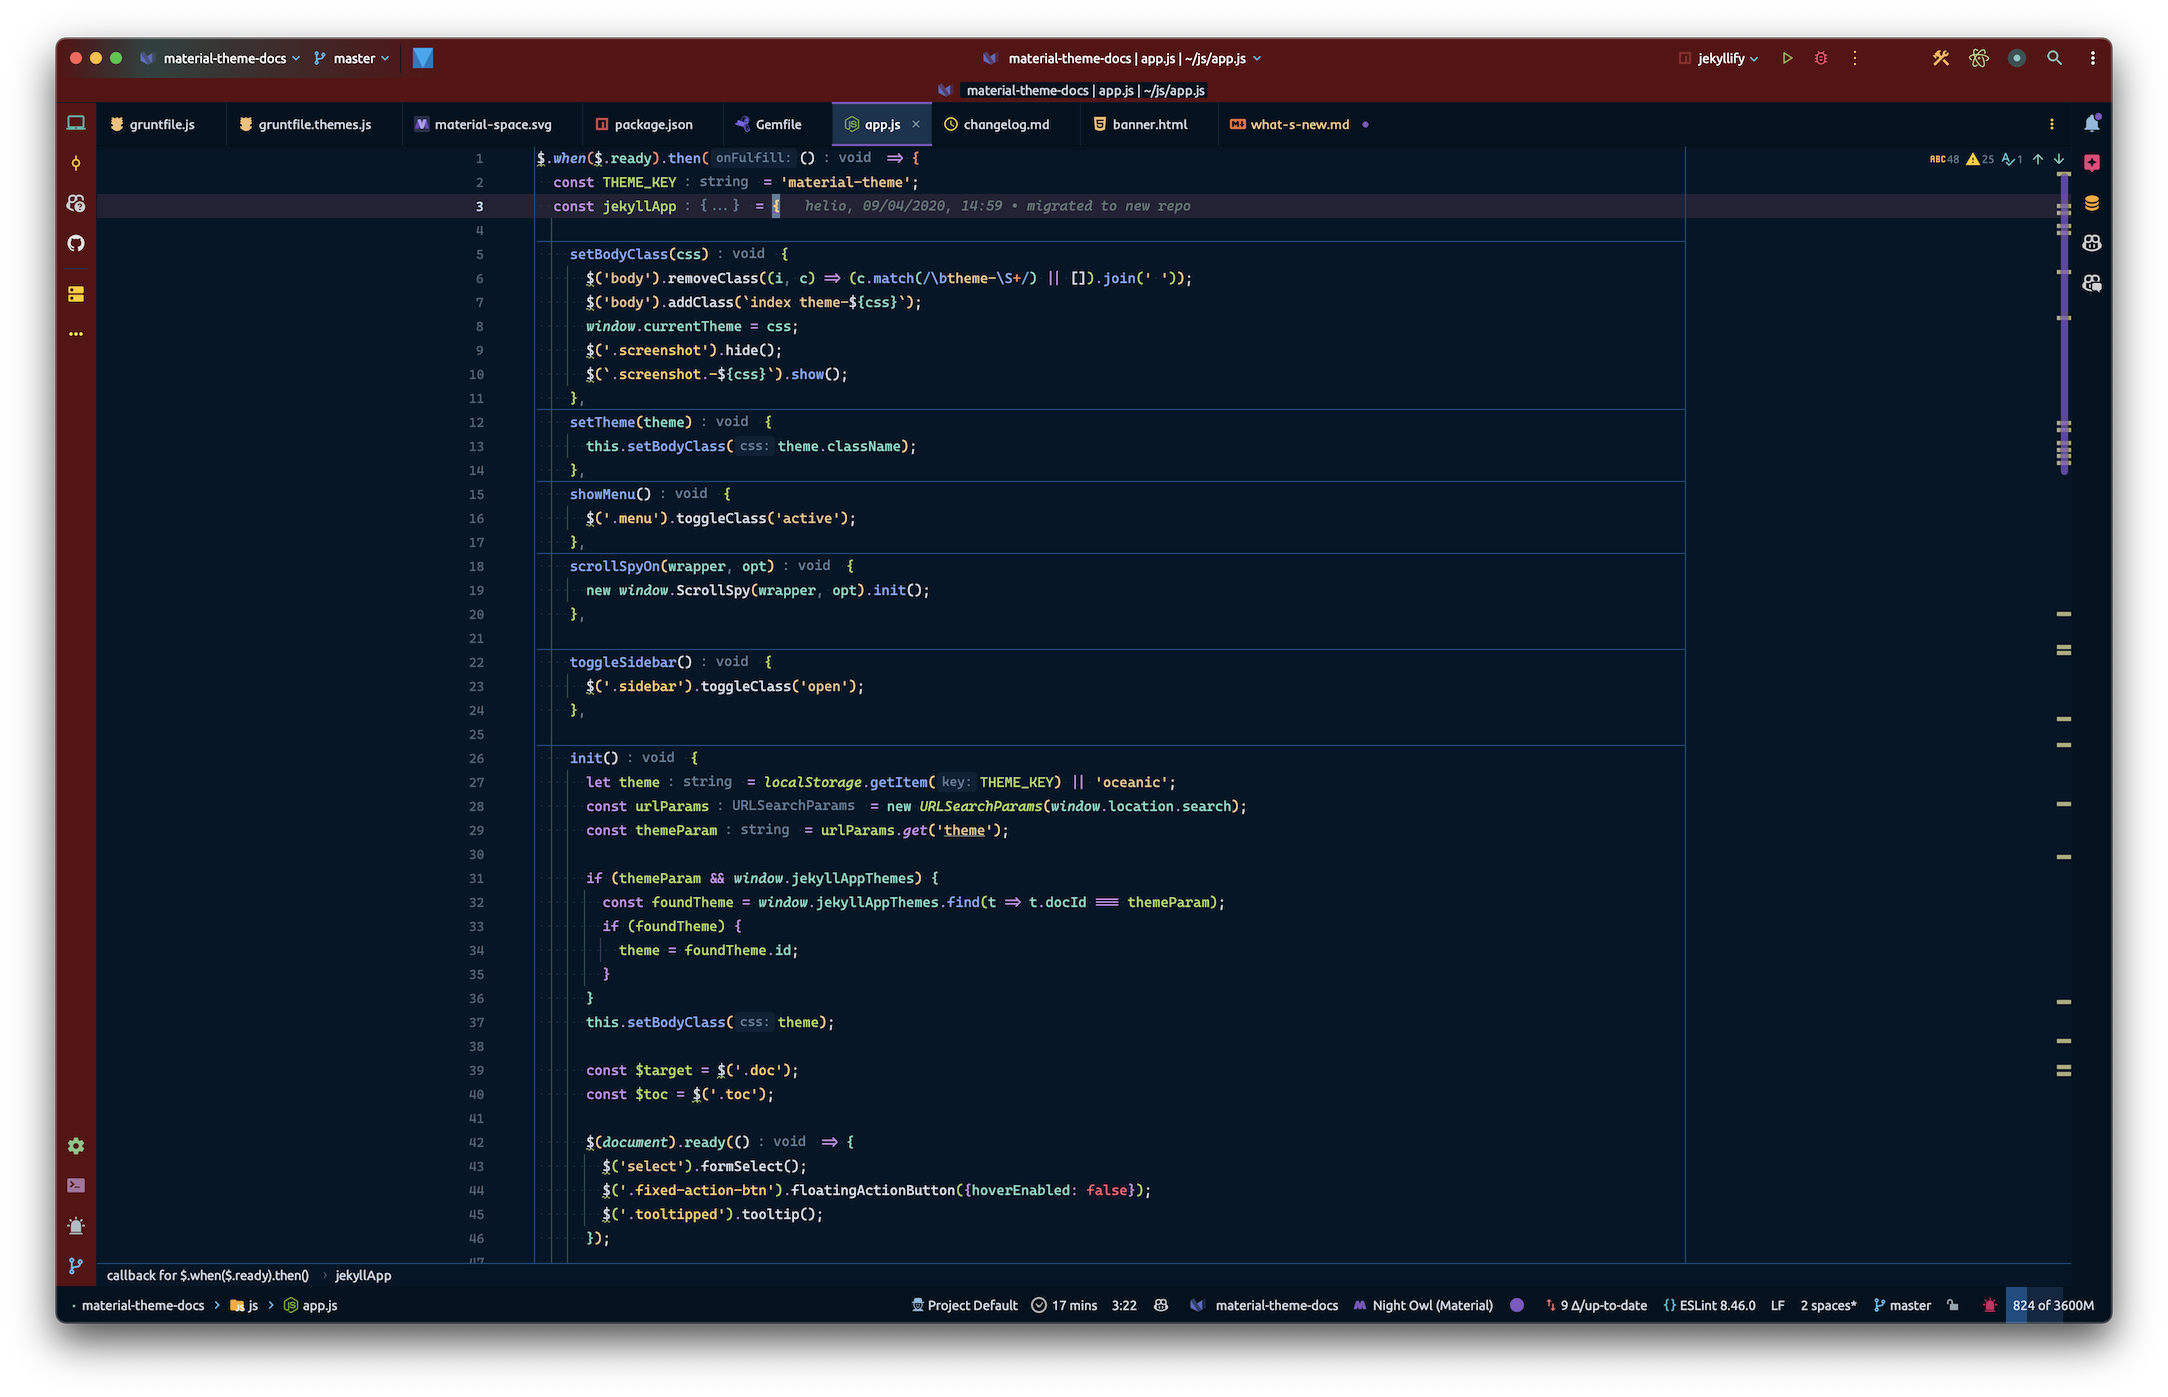 material-theme-docs master material-theme-docs | app.js | ~/js/app.js jekyllify
material-theme-docs | app.js | ~/js/app.js
gruntfile.js gruntfile.themes.js material-space.svg package.json Gemfile app.js × changelog.md banner.html what-s-new.md
ABC 48 25 1
1 $.when($.ready).then( onFulfill: () : void => {
2 const THEME_KEY : string = 'material-theme';
3 const jekyllApp : {...} = { helio, 09/04/2020, 14:59 • migrated to new repo
4
5 setBodyClass(css) : void {
6 $('body').removeClass((i, c) => (c.match(/\btheme-\S+/) || []).join(' '));
7 $('body').addClass(`index theme-${css}`);
8 window.currentTheme = css;
9 $('.screenshot').hide();
10 $(`.screenshot.-${css}`).show();
11 },
12 setTheme(theme) : void {
13 this.setBodyClass( css: theme.className);
14 },
15 showMenu() : void {
16 $('.menu').toggleClass('active');
17 },
18 scrollSpyOn(wrapper, opt) : void {
19 new window.ScrollSpy(wrapper, opt).init();
20 },
21
22 toggleSidebar() : void {
23 $('.sidebar').toggleClass('open');
24 },
25
26 init() : void {
27 let theme : string = localStorage.getItem( key: THEME_KEY) || 'oceanic';
28 const urlParams : URLSearchParams = new URLSearchParams(window.location.search);
29 const themeParam : string = urlParams.get('theme');
30
31 if (themeParam && window.jekyllAppThemes) {
32 const foundTheme = window.jekyllAppThemes.find(t => t.docId === themeParam);
33 if (foundTheme) {
34 theme = foundTheme.id;
35 }
36 }
37 this.setBodyClass( css: theme);
38
39 const $target = $('.doc');
40 const $toc = $('.toc');
41
42 $(document).ready(() : void => {
43 $('select').formSelect();
44 $('.fixed-action-btn').floatingActionButton({hoverEnabled: false});
45 $('.tooltipped').tooltip();
46 });
47
callback for $.when($.ready).then() › jekyllApp
material-theme-docs › js › app.js Project Default 17 mins 3:22 material-theme-docs Night Owl (Material) 9 Δ/up-to-date {} ESLint 8.46.0 LF 2 spaces* master 824 of 3600M